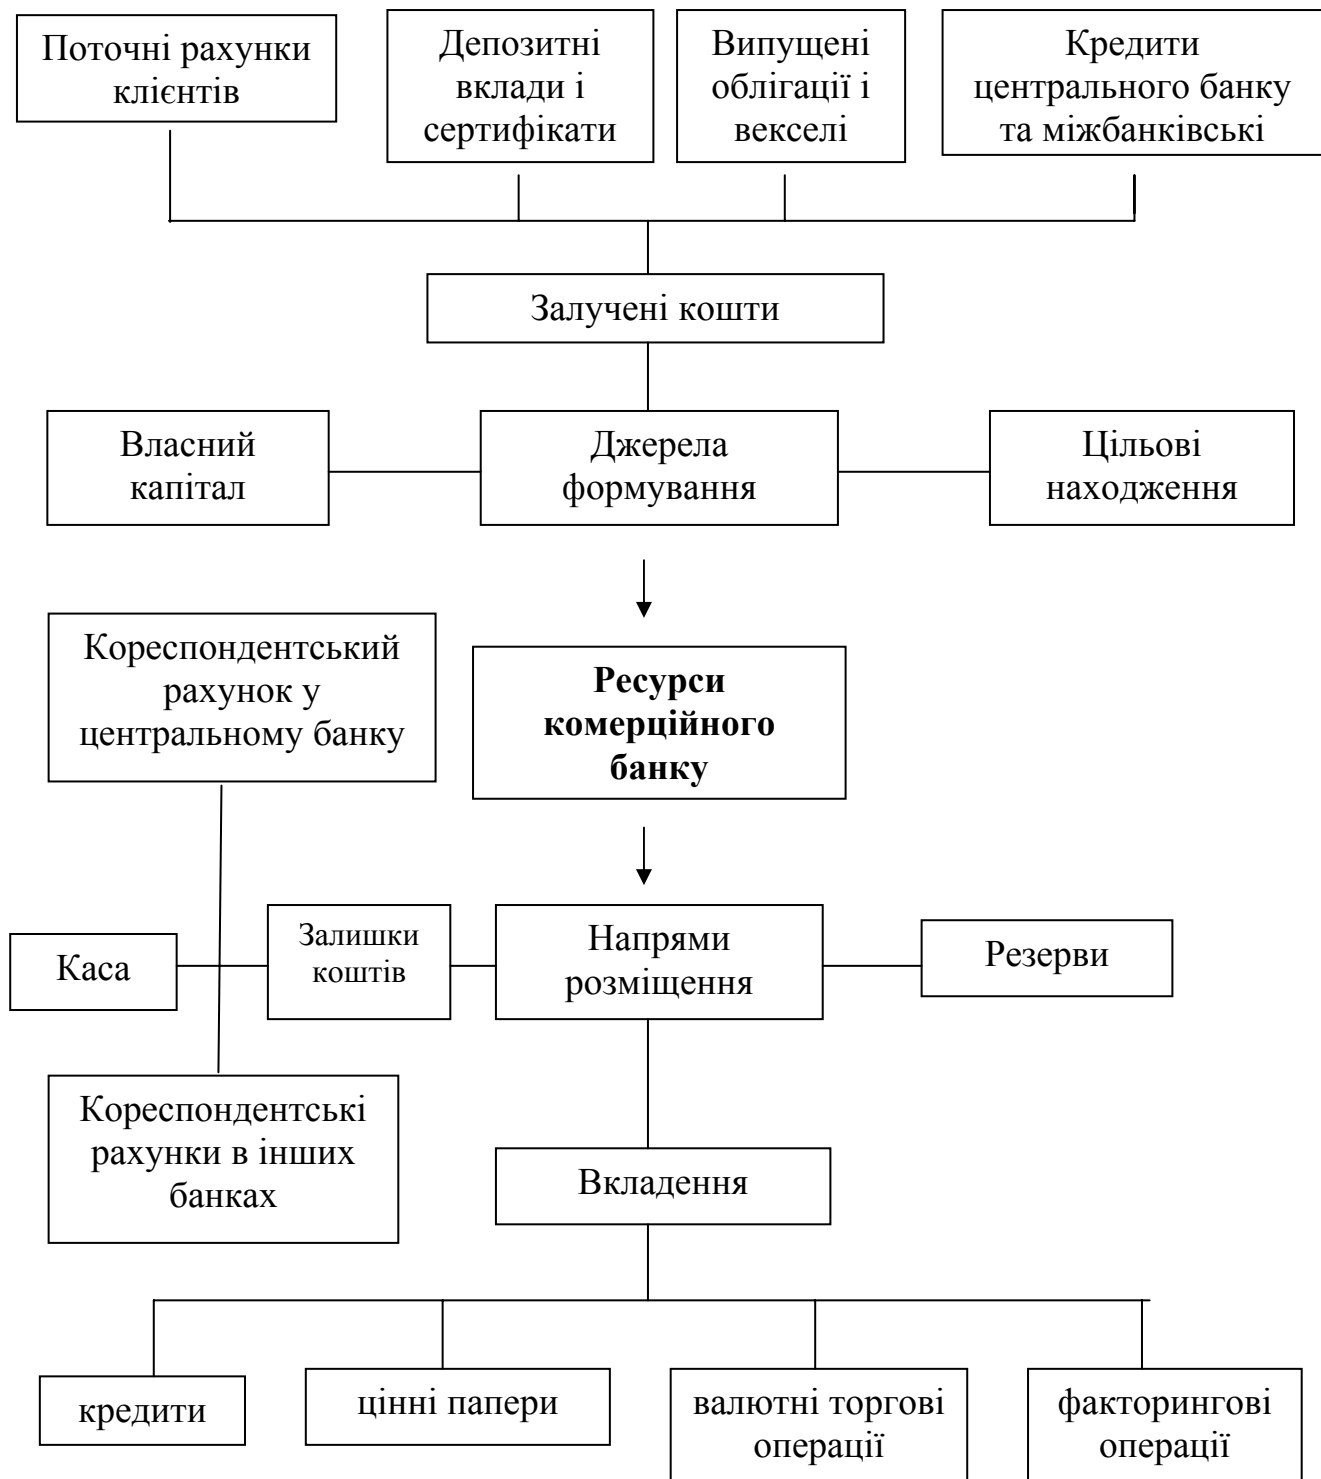 Поточні рахунки
клієнтів
Депозитні
вклади і
сертифікати
Випущені
облігації і
векселі
Кредити
центрального банку
та міжбанківські
Залучені кошти
Власний
капітал
Джерела
формування
Цільові
находження
Кореспондентський
рахунок у
центральному банку
Ресурси
комерційного
банку
Каса
Залишки
коштів
Напрями
розміщення
Резерви
Кореспондентські
рахунки в інших
банках
Вкладення
кредити
цінні папери
валютні торгові
операції
факторингові
операції